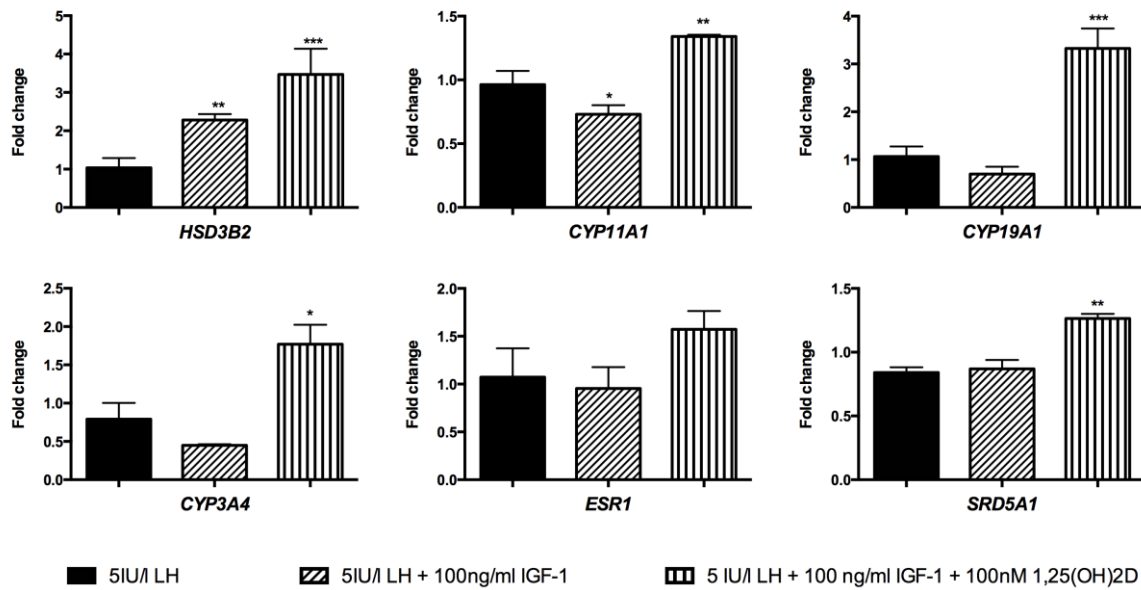 Fold change
5
4
3
2
1
0
**
***
HSD3B2
Fold change
1.5
1.0
0.5
0.0
*
**
CYP11A1
Fold change
4
3
2
1
0
***
CYP19A1
Fold change
2.5
2.0
1.5
1.0
0.5
0.0
*
CYP3A4
Fold change
2.0
1.5
1.0
0.5
0.0
ESR1
Fold change
1.5
1.0
0.5
0.0
**
SRD5A1
5IU/l LH
5IU/l LH + 100ng/ml IGF-1
5 IU/l LH + 100 ng/ml IGF-1 + 100nM 1,25(OH)2D